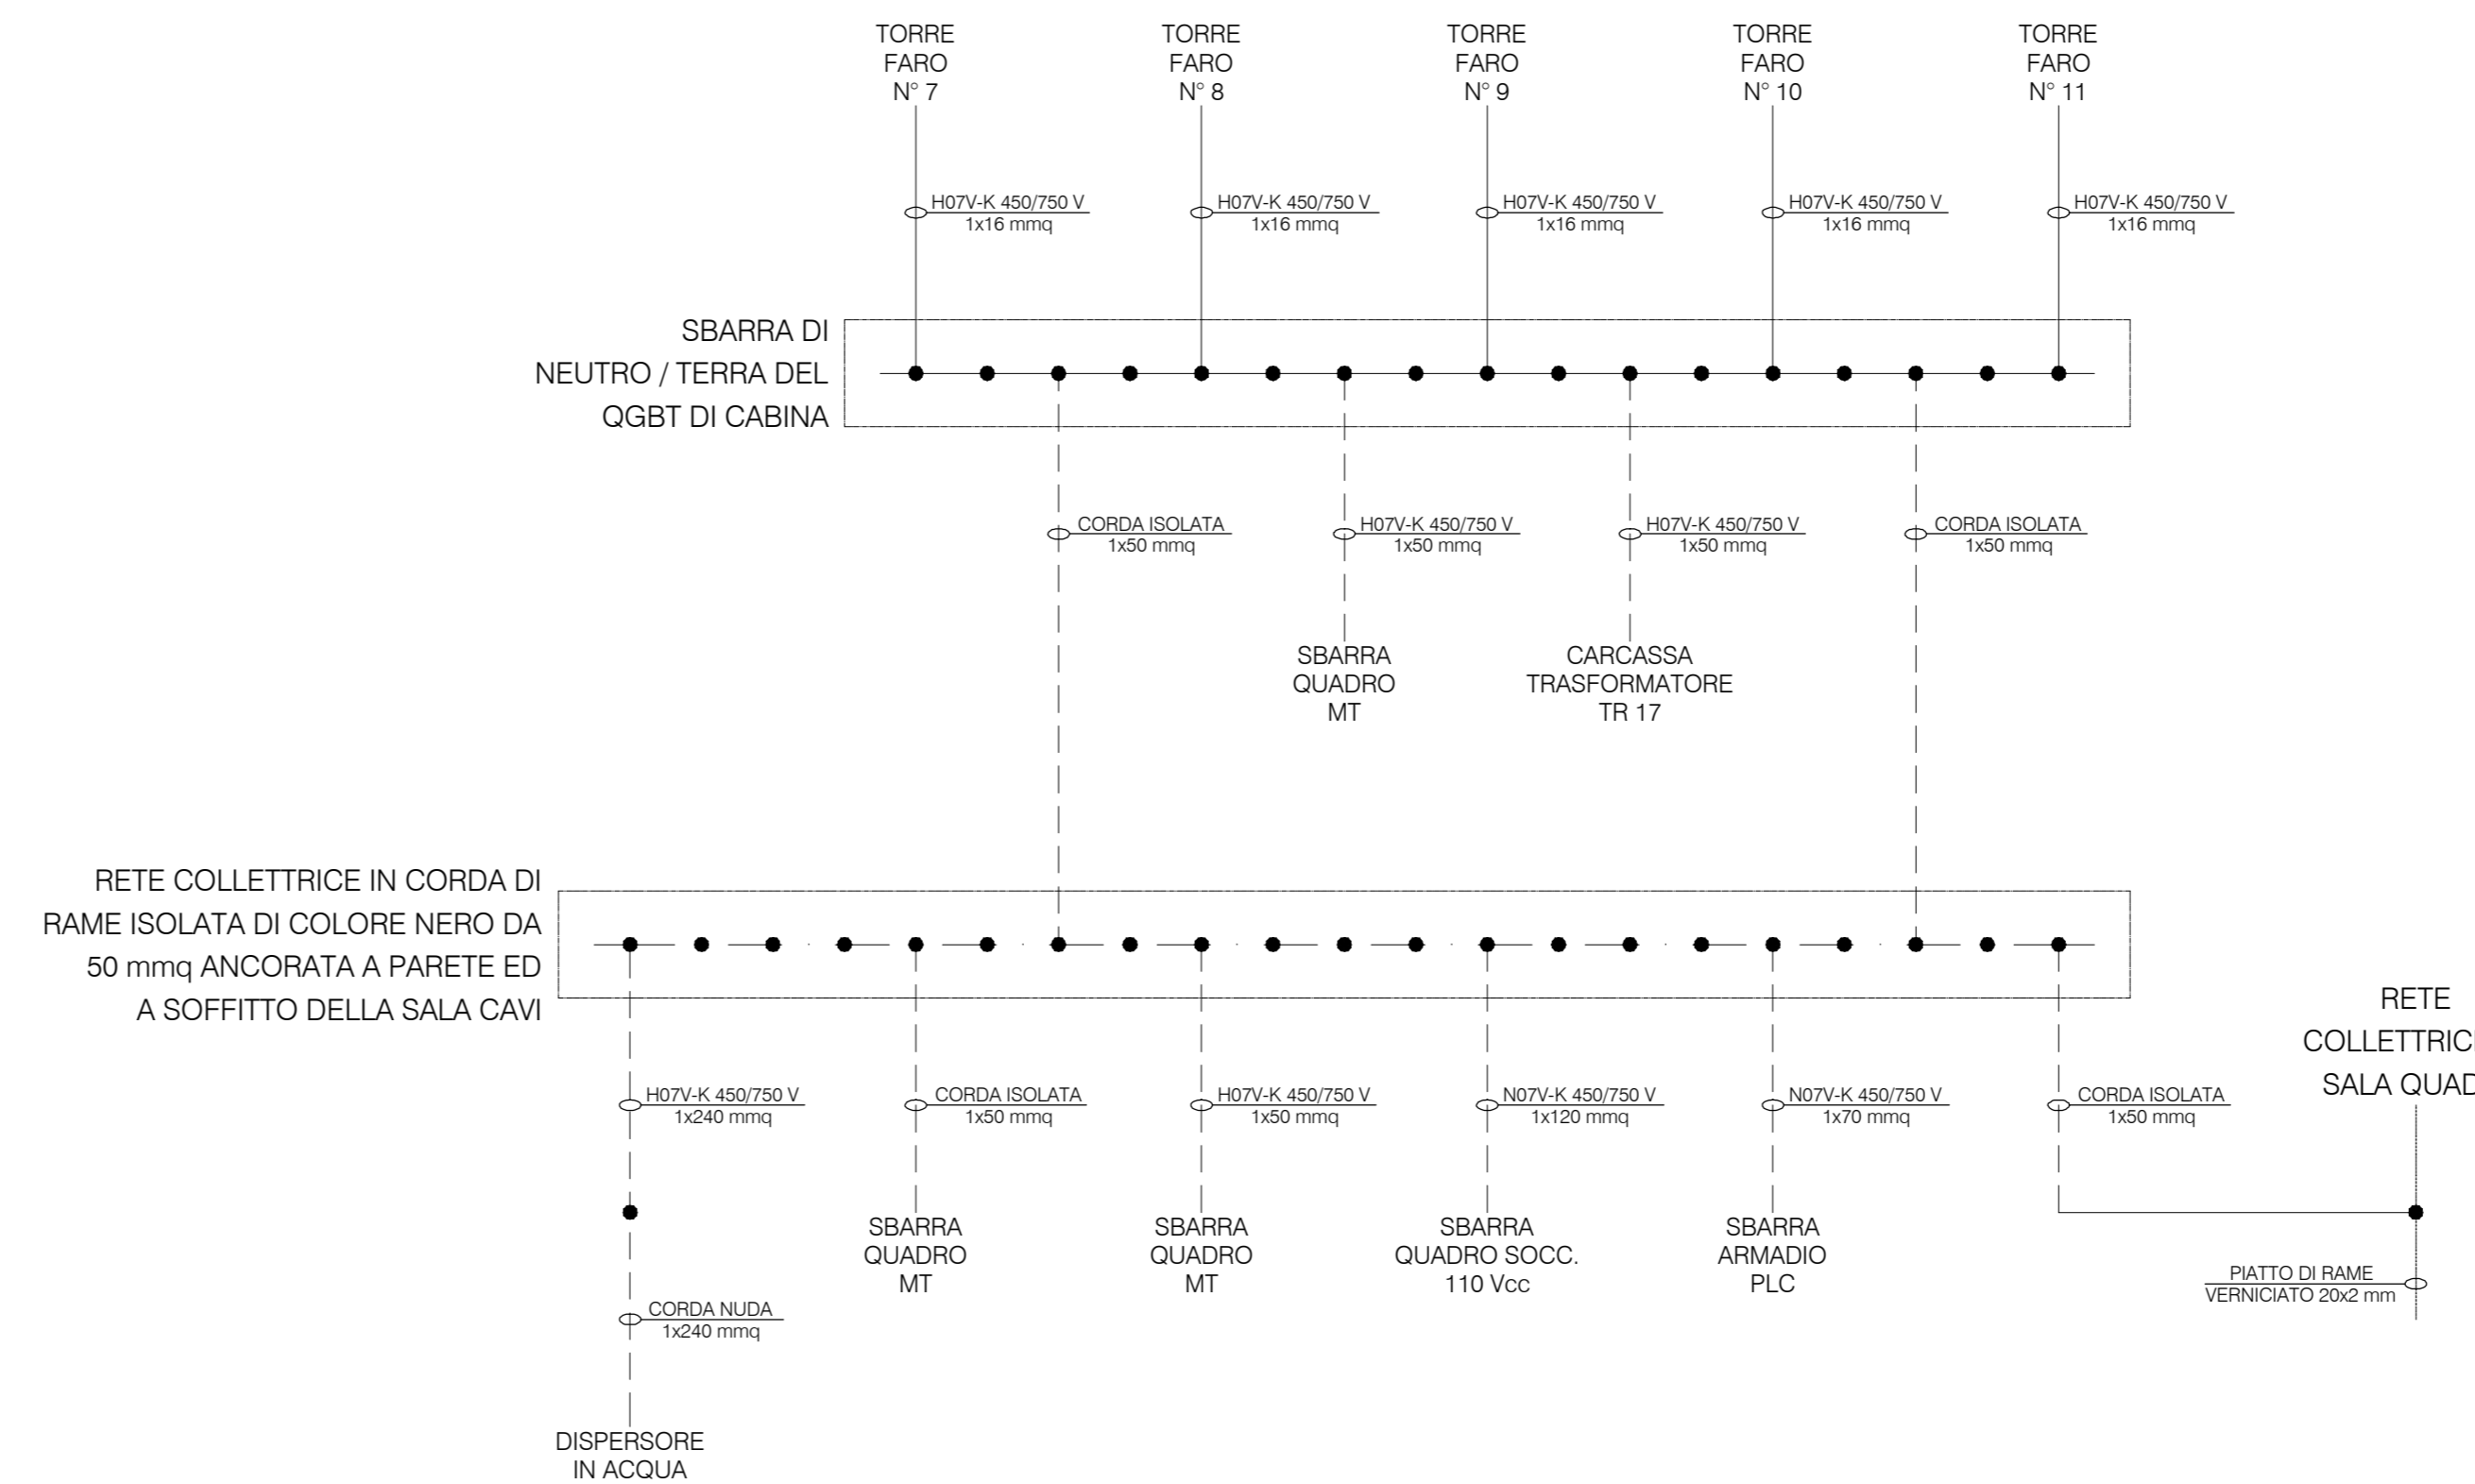 TORRE
FARO
N° 7
TORRE
FARO
N° 8
TORRE
FARO
N° 9
TORRE
FARO
N° 10
TORRE
FARO
N° 11
H07V-K 450/750 V
1x16 mmq
H07V-K 450/750 V
1x16 mmq
H07V-K 450/750 V
1x16 mmq
H07V-K 450/750 V
1x16 mmq
H07V-K 450/750 V
1x16 mmq
SBARRA DI
NEUTRO / TERRA DEL
QGBT DI CABINA
CORDA ISOLATA
1x50 mmq
H07V-K 450/750 V
1x50 mmq
H07V-K 450/750 V
1x50 mmq
CORDA ISOLATA
1x50 mmq
SBARRA
QUADRO
MT
CARCASSA
TRASFORMATORE
TR 17
RETE COLLETTRICE IN CORDA DI
RAME ISOLATA DI COLORE NERO DA
50 mmq ANCORATA A PARETE ED
A SOFFITTO DELLA SALA CAVI
RETE
COLLETTRIC
SALA QUAD
H07V-K 450/750 V
1x240 mmq
CORDA ISOLATA
1x50 mmq
H07V-K 450/750 V
1x50 mmq
N07V-K 450/750 V
1x120 mmq
N07V-K 450/750 V
1x70 mmq
CORDA ISOLATA
1x50 mmq
SBARRA
QUADRO
MT
SBARRA
QUADRO
MT
SBARRA
QUADRO SOCC.
110 Vcc
SBARRA
ARMADIO
PLC
PIATTO DI RAME
VERNICIATO 20x2 mm
CORDA NUDA
1x240 mmq
DISPERSORE
IN ACQUA